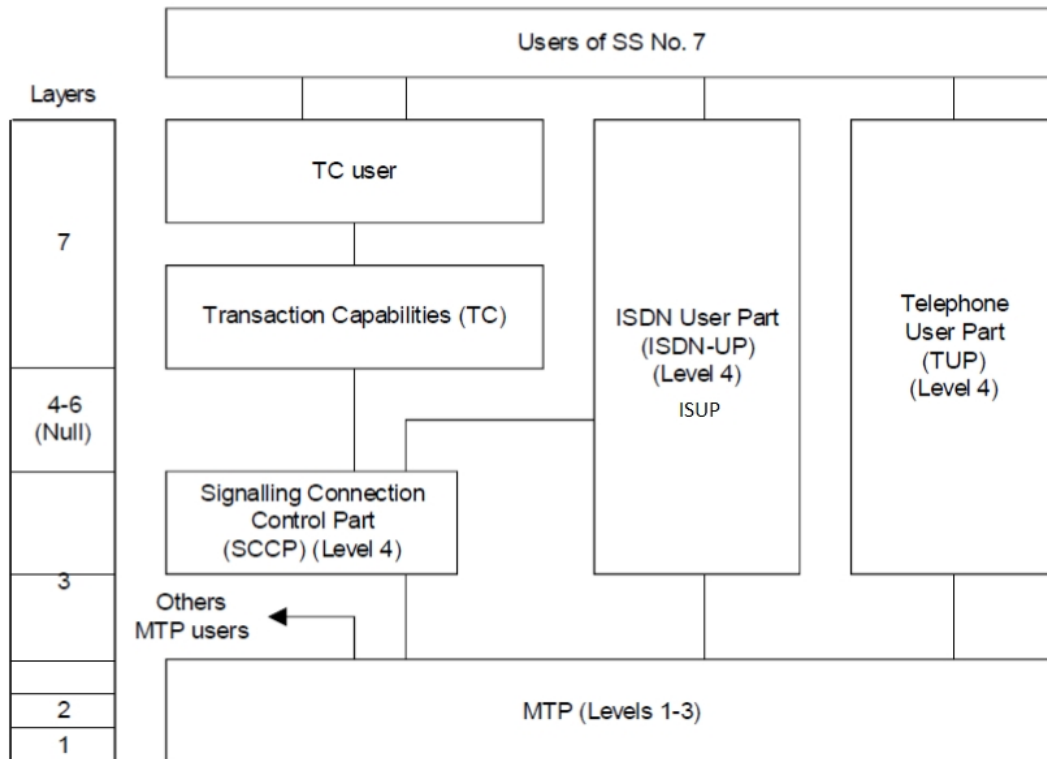 Users of SS No. 7
Layers
TC user
7
Transaction Capabilities (TC)
ISDN User Part
(ISDN-UP)
(Level 4)
ISUP
Telephone
User Part
(TUP)
(Level 4)
4-6
(Null)
Signalling Connection
Control Part
(SCCP) (Level 4)
3
Others
MTP users
MTP (Levels 1-3)
2
1